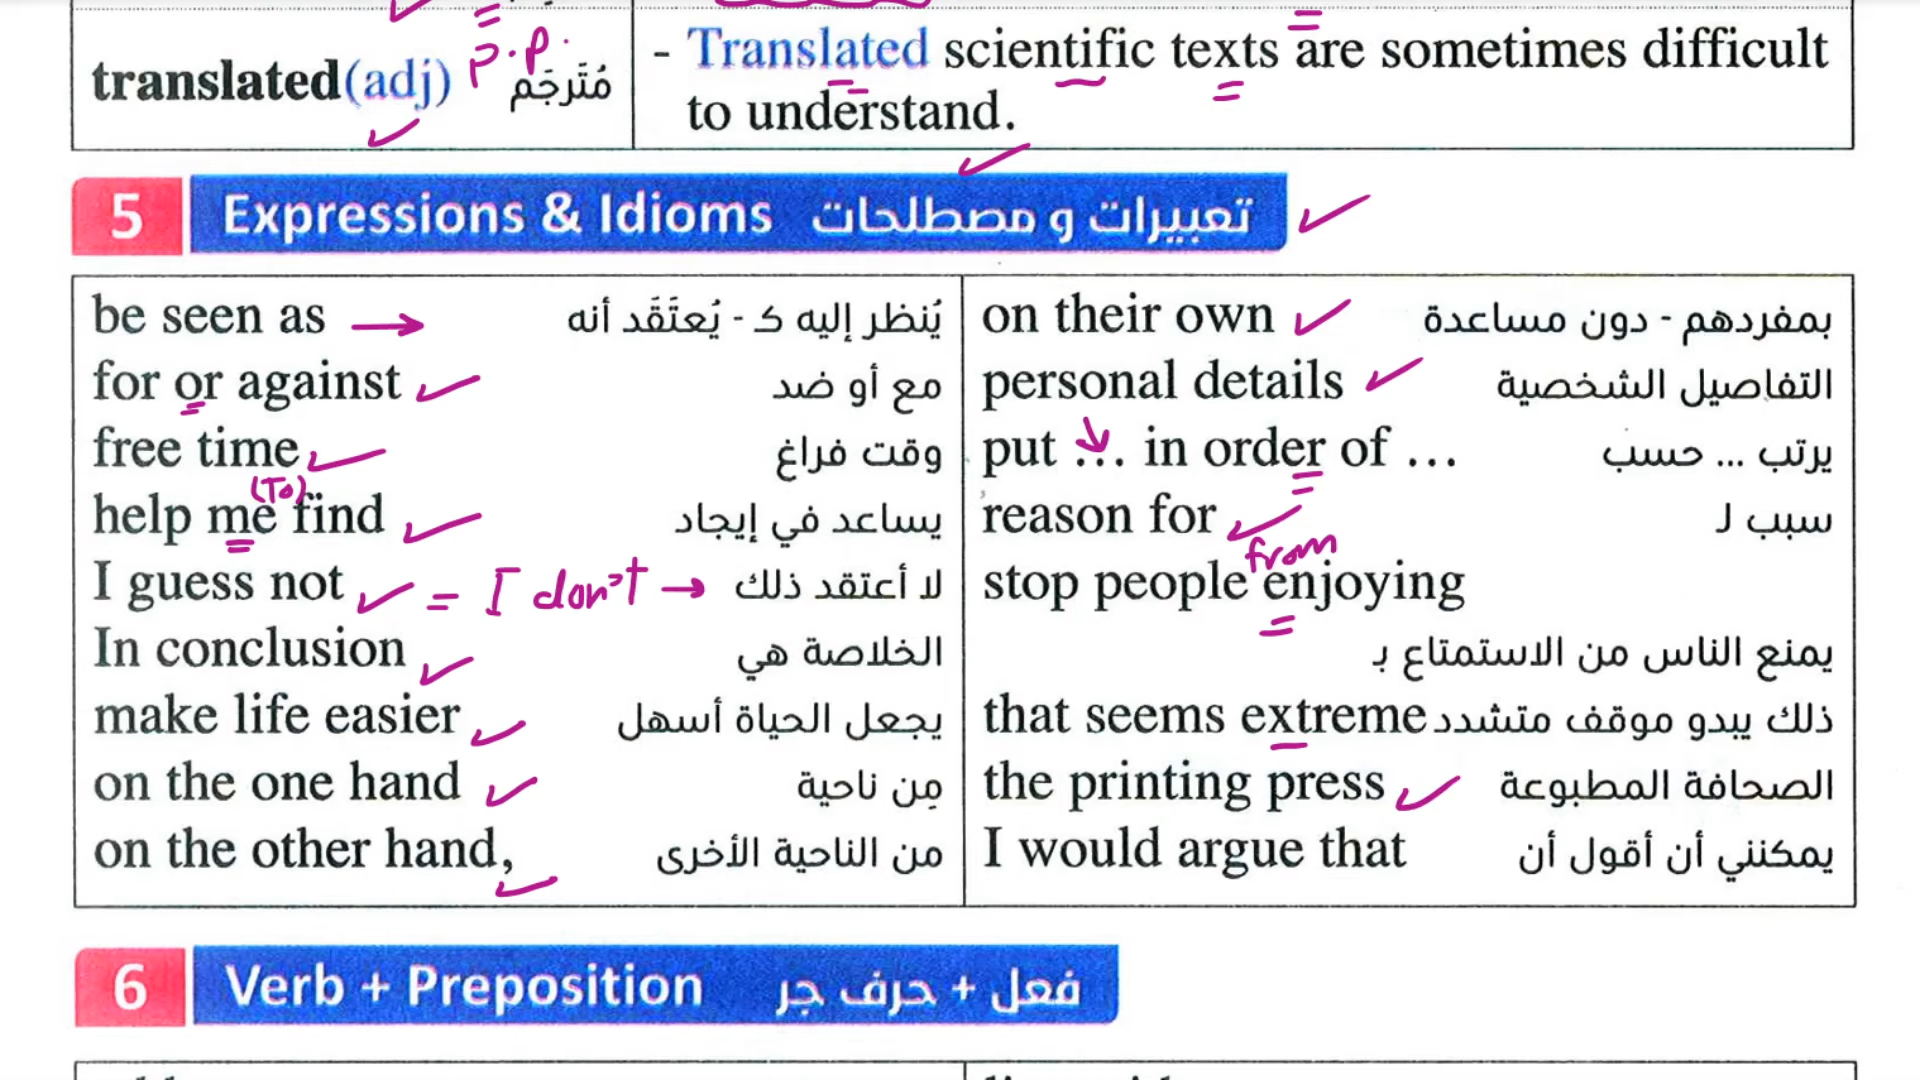 translated(adj) p.p. مُتَرجَم
- Translated scientific texts are sometimes difficult
to understand.
5 Expressions & Idioms تعبيرات و مصطلحات
be seen as → يُنظر إليه كـ - يُعتَقَد أنه
for or against مع أو ضد
free time وقت فراغ
(To)
help me find يساعد في إيجاد
I guess not = I don't → لا أعتقد ذلك
In conclusion الخلاصة هي
make life easier يجعل الحياة أسهل
on the one hand مِن ناحية
on the other hand, من الناحية الأخرى
on their own بمفردهم - دون مساعدة
personal details التفاصيل الشخصية
put ... in order of ... يرتب ... حسب
reason for سبب لـ
from
stop people enjoying
يمنع الناس من الاستمتاع بـ
that seems extreme ذلك يبدو موقف متشدد
the printing press الصحافة المطبوعة
I would argue that يمكنني أن أقول أن
6 Verb + Preposition فعل + حرف جر